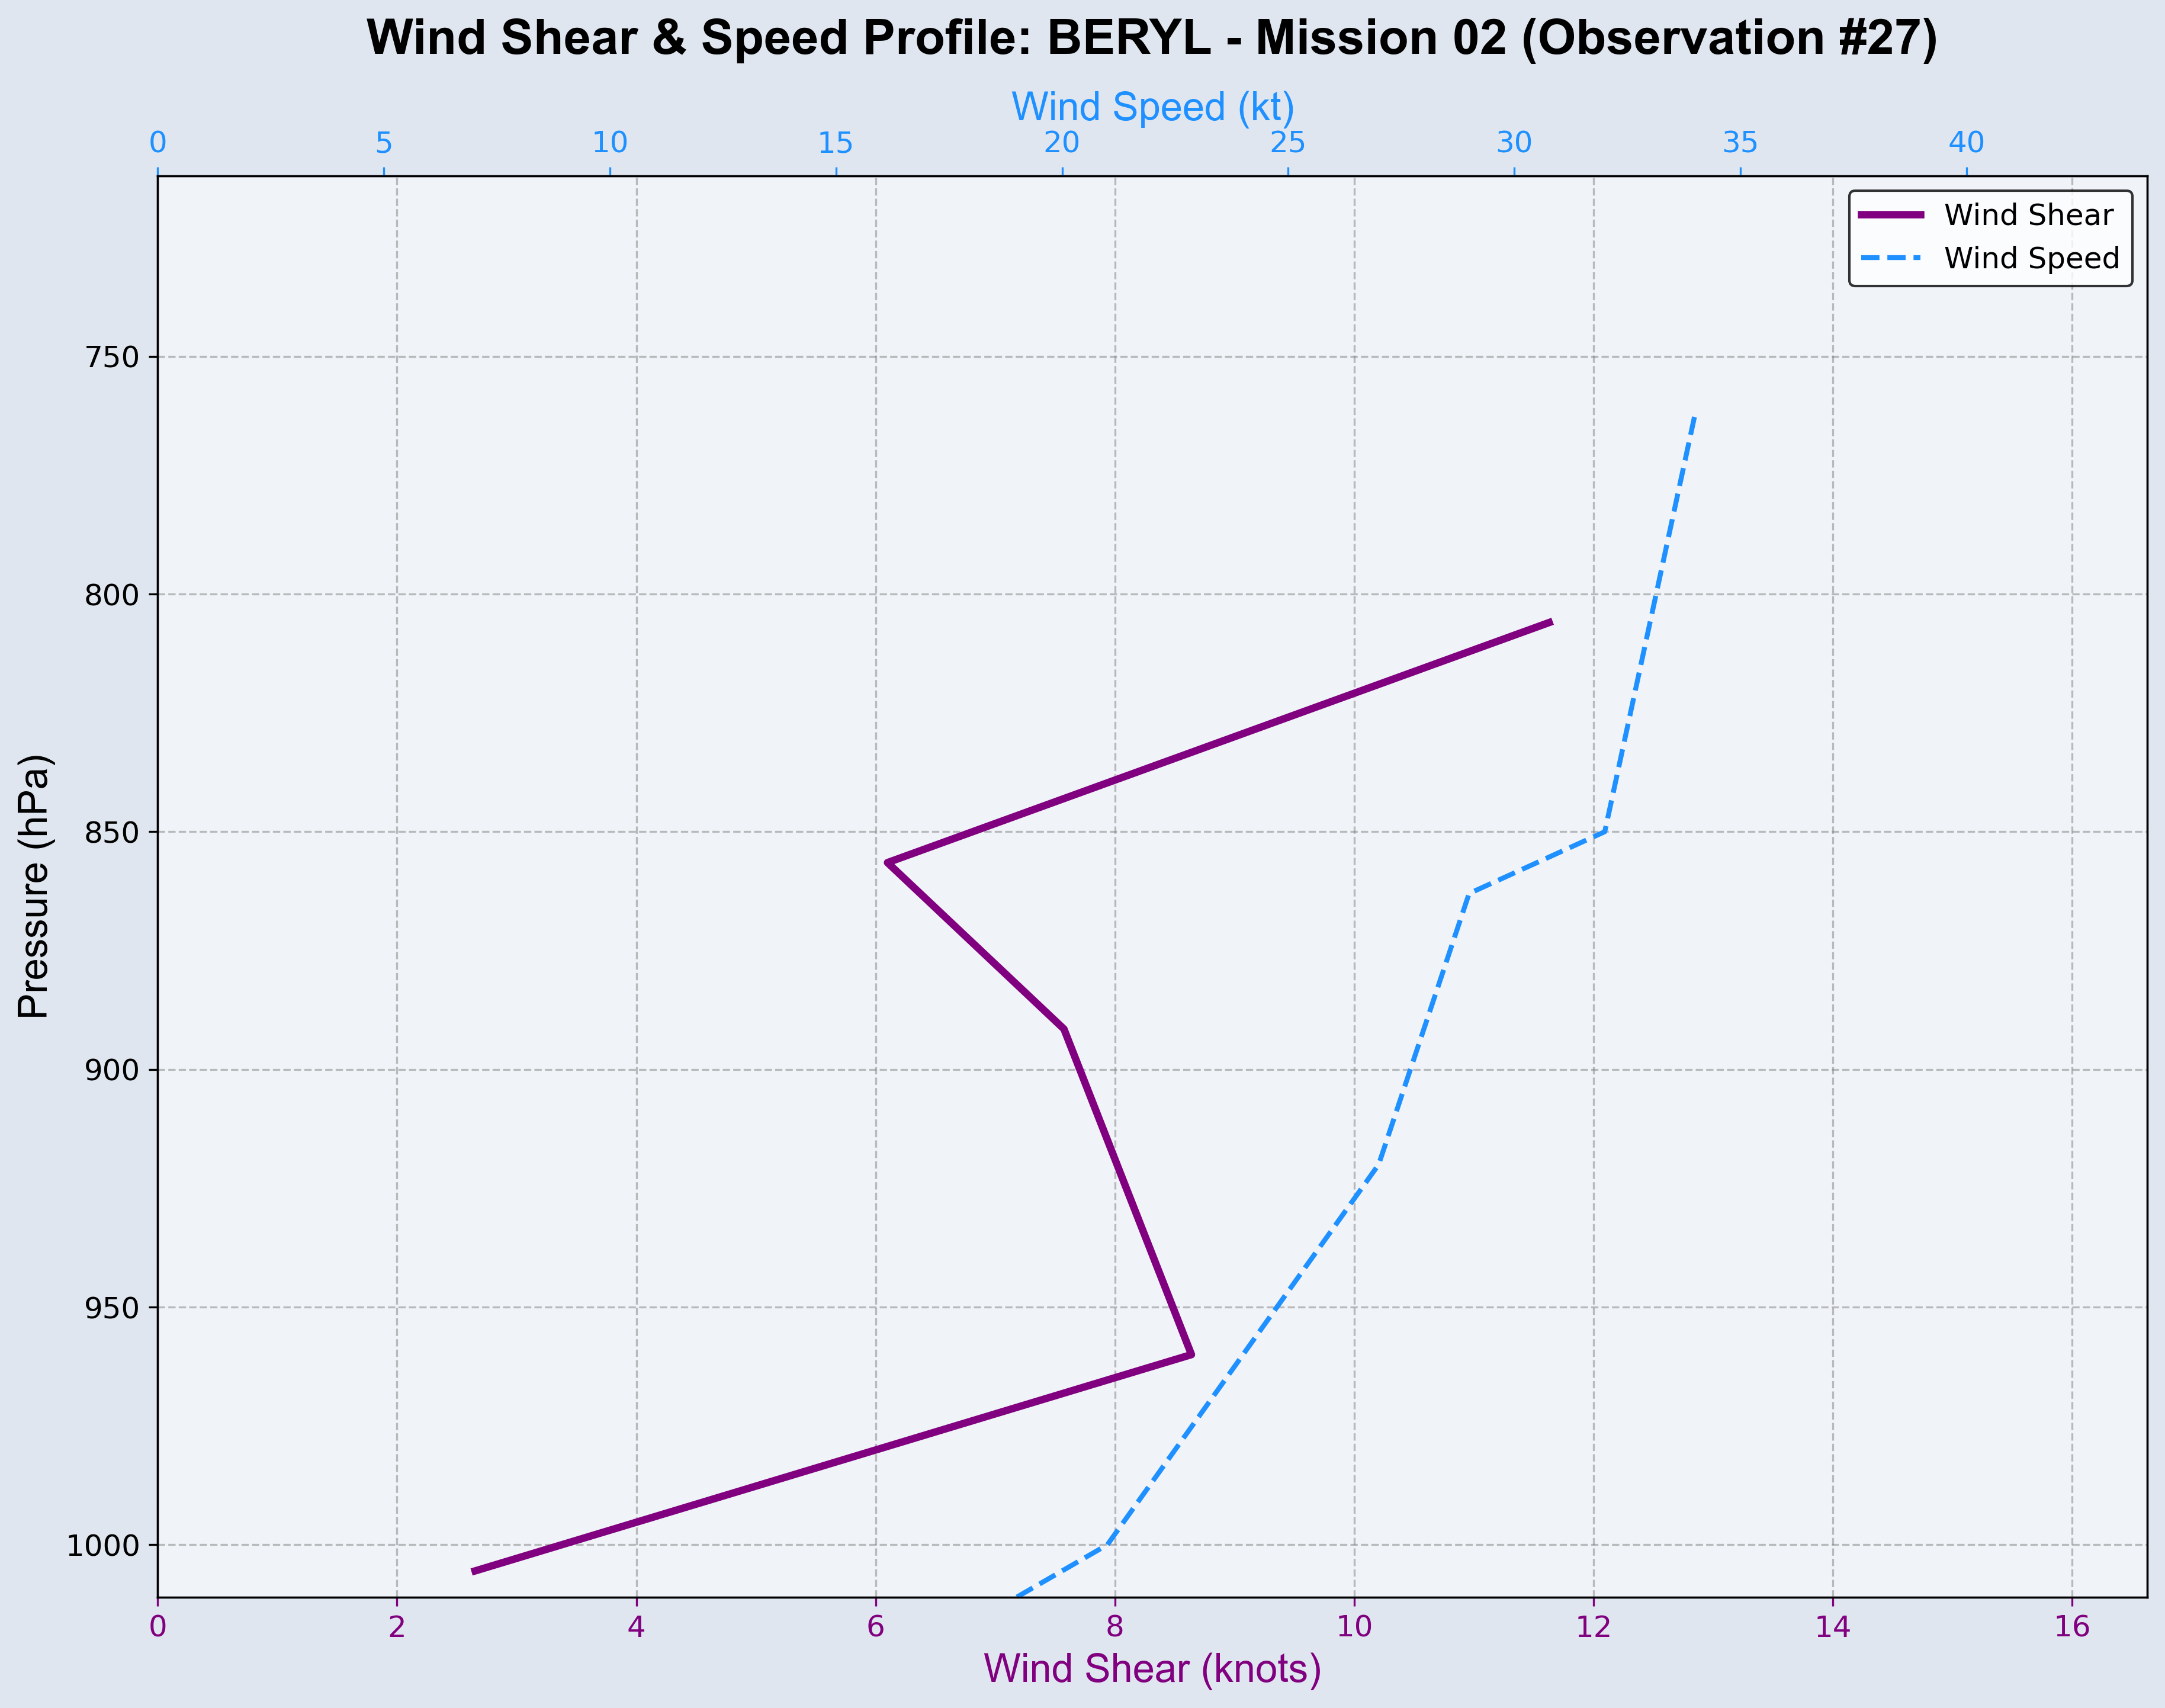 Wind Shear & Speed Profile: BERYL - Mission 02 (Observation #27)
Wind Speed (kt)
0 5 10 15 20 25 30 35 40
Wind Shear
Wind Speed
750
800
850
900
950
1000
Pressure (hPa)
0 2 4 6 8 10 12 14 16
Wind Shear (knots)